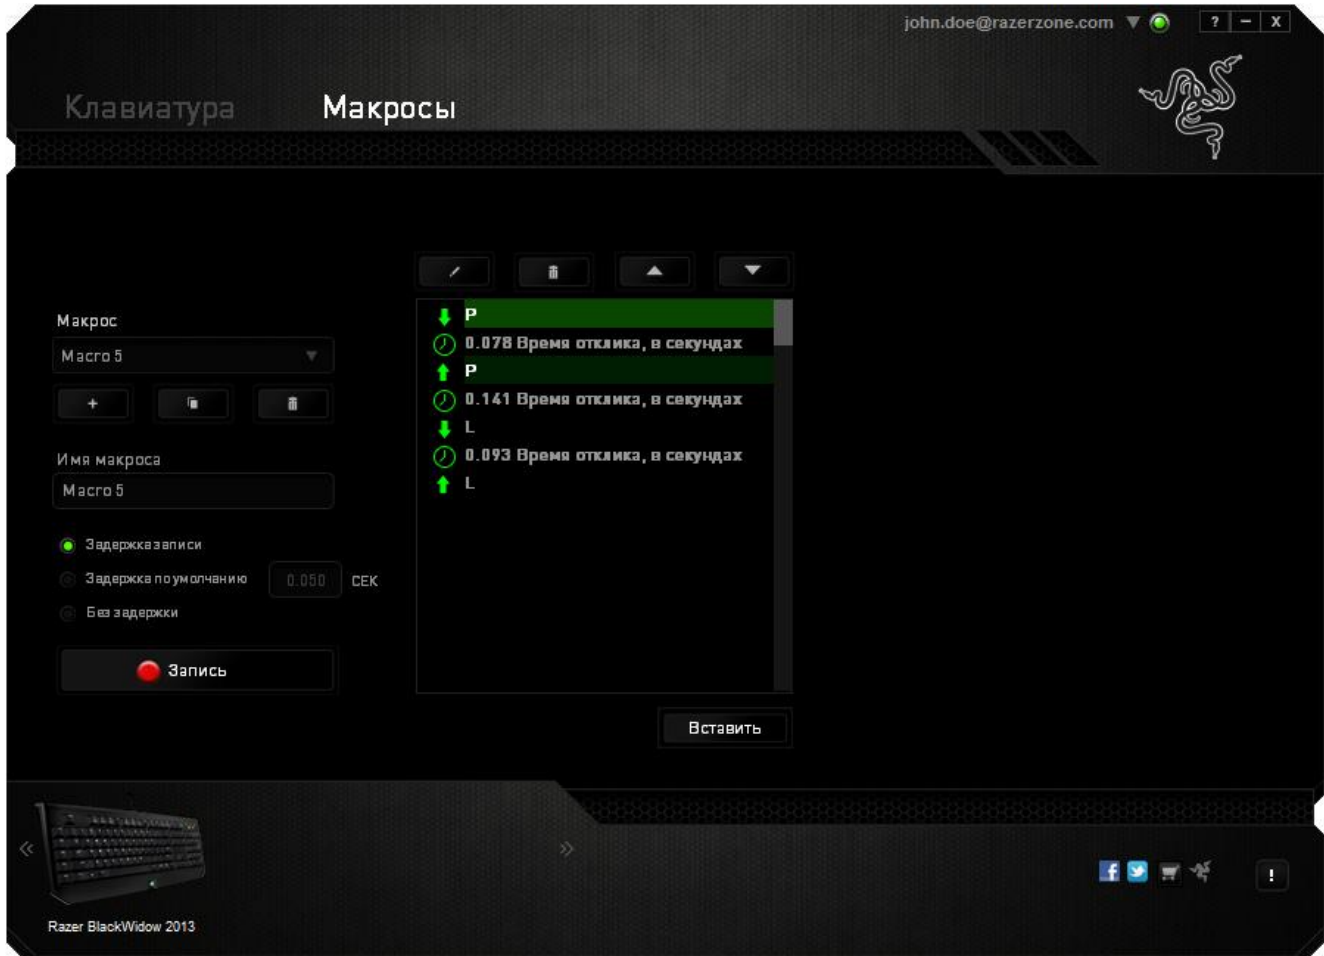 john.doe@razerzone.com
? – X
Клавиатура Макросы
Макрос
Macro 5
Имя макроса
Macro 5
Задержка записи
Задержка по умолчанию 0.050 СЕК
Без задержки
Запись
P
0.078 Время отклика, в секундах
P
0.141 Время отклика, в секундах
L
0.093 Время отклика, в секундах
L
Вставить
Razer BlackWidow 2013
f
!